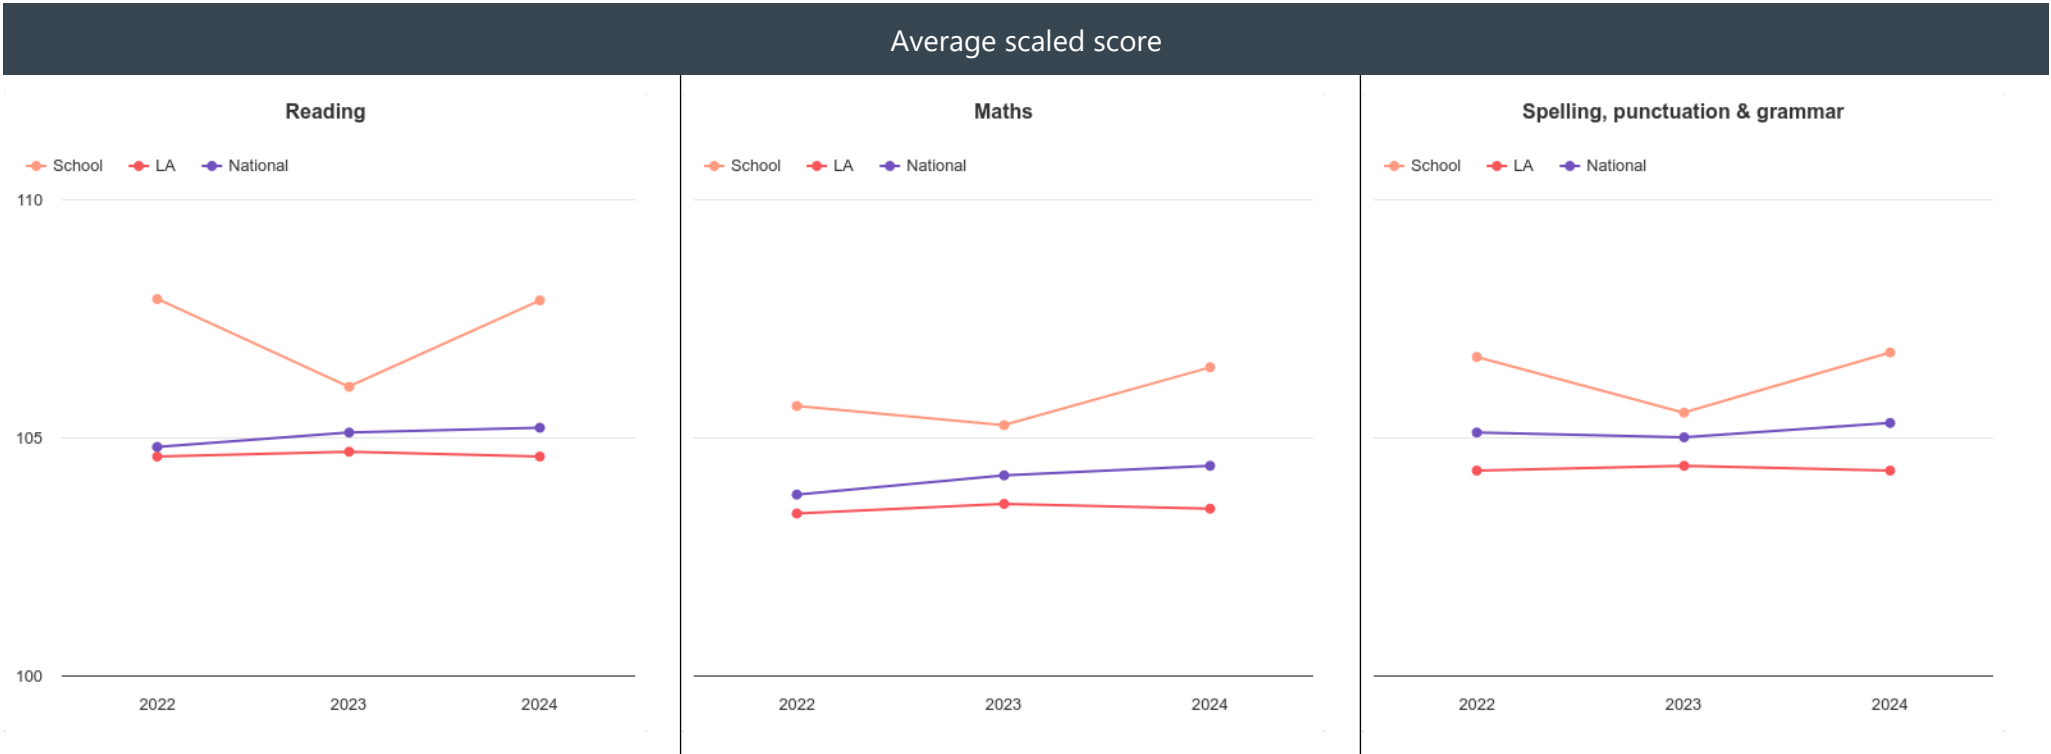 Average scaled score
Reading
School LA National
110
105
100
2022 2023 2024
Maths
School LA National
2022 2023 2024
Spelling, punctuation & grammar
School LA National
2022 2023 2024